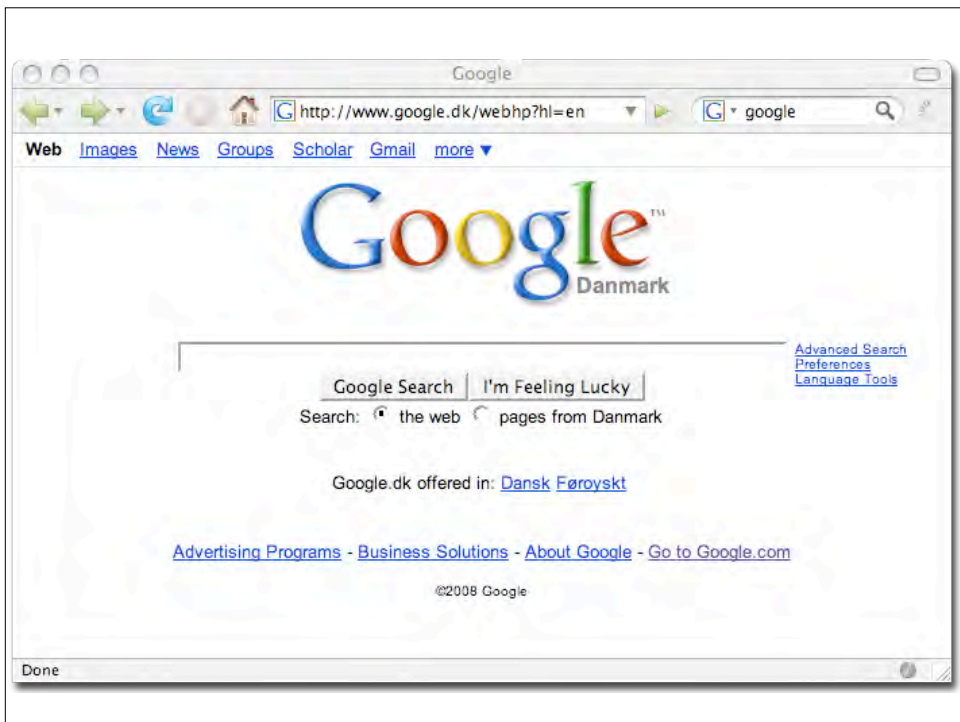 Google
http://www.google.dk/webhp?hl=en google
Web Images News Groups Scholar Gmail more ▼
Google™
Danmark
Advanced Search
Preferences
Language Tools
Google Search I'm Feeling Lucky
Search: the web pages from Danmark
Google.dk offered in: Dansk Føroyskt
Advertising Programs - Business Solutions - About Google - Go to Google.com
©2008 Google
Done